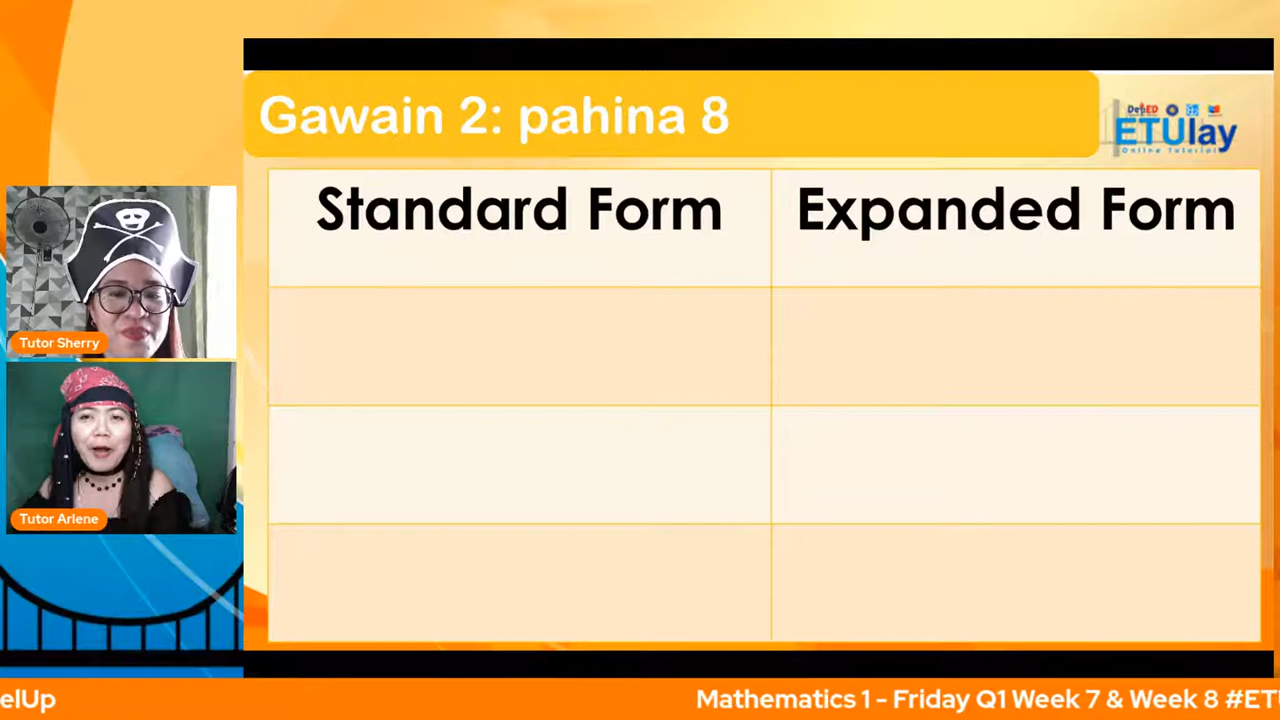 Gawain 2: pahina 8
DepED
ETUlay
Online Tutorial
Standard Form
Expanded Form
Tutor Sherry
Tutor Arlene
elUp
Mathematics 1 - Friday Q1 Week 7 & Week 8 #ETU